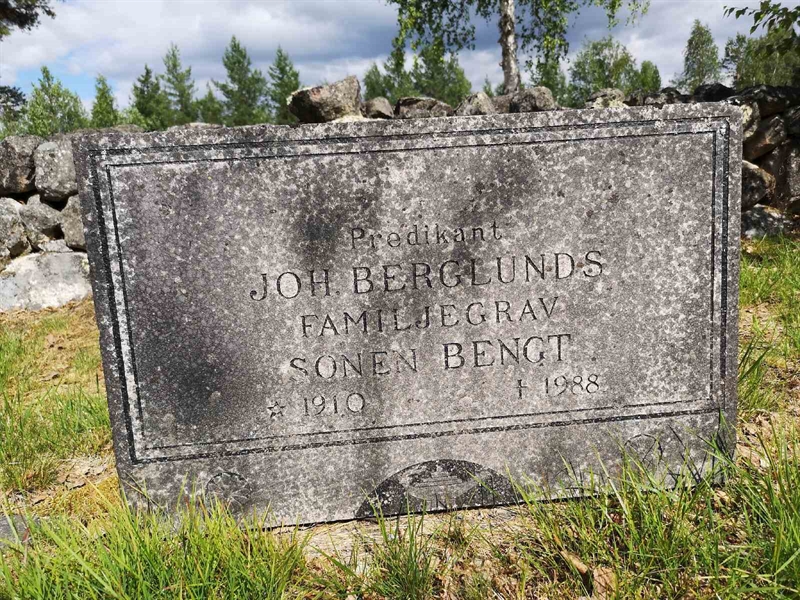 Predikant
JOH. BERGLUNDS
FAMILJEGRAV
SONEN BENGT
* 1910 † 1988